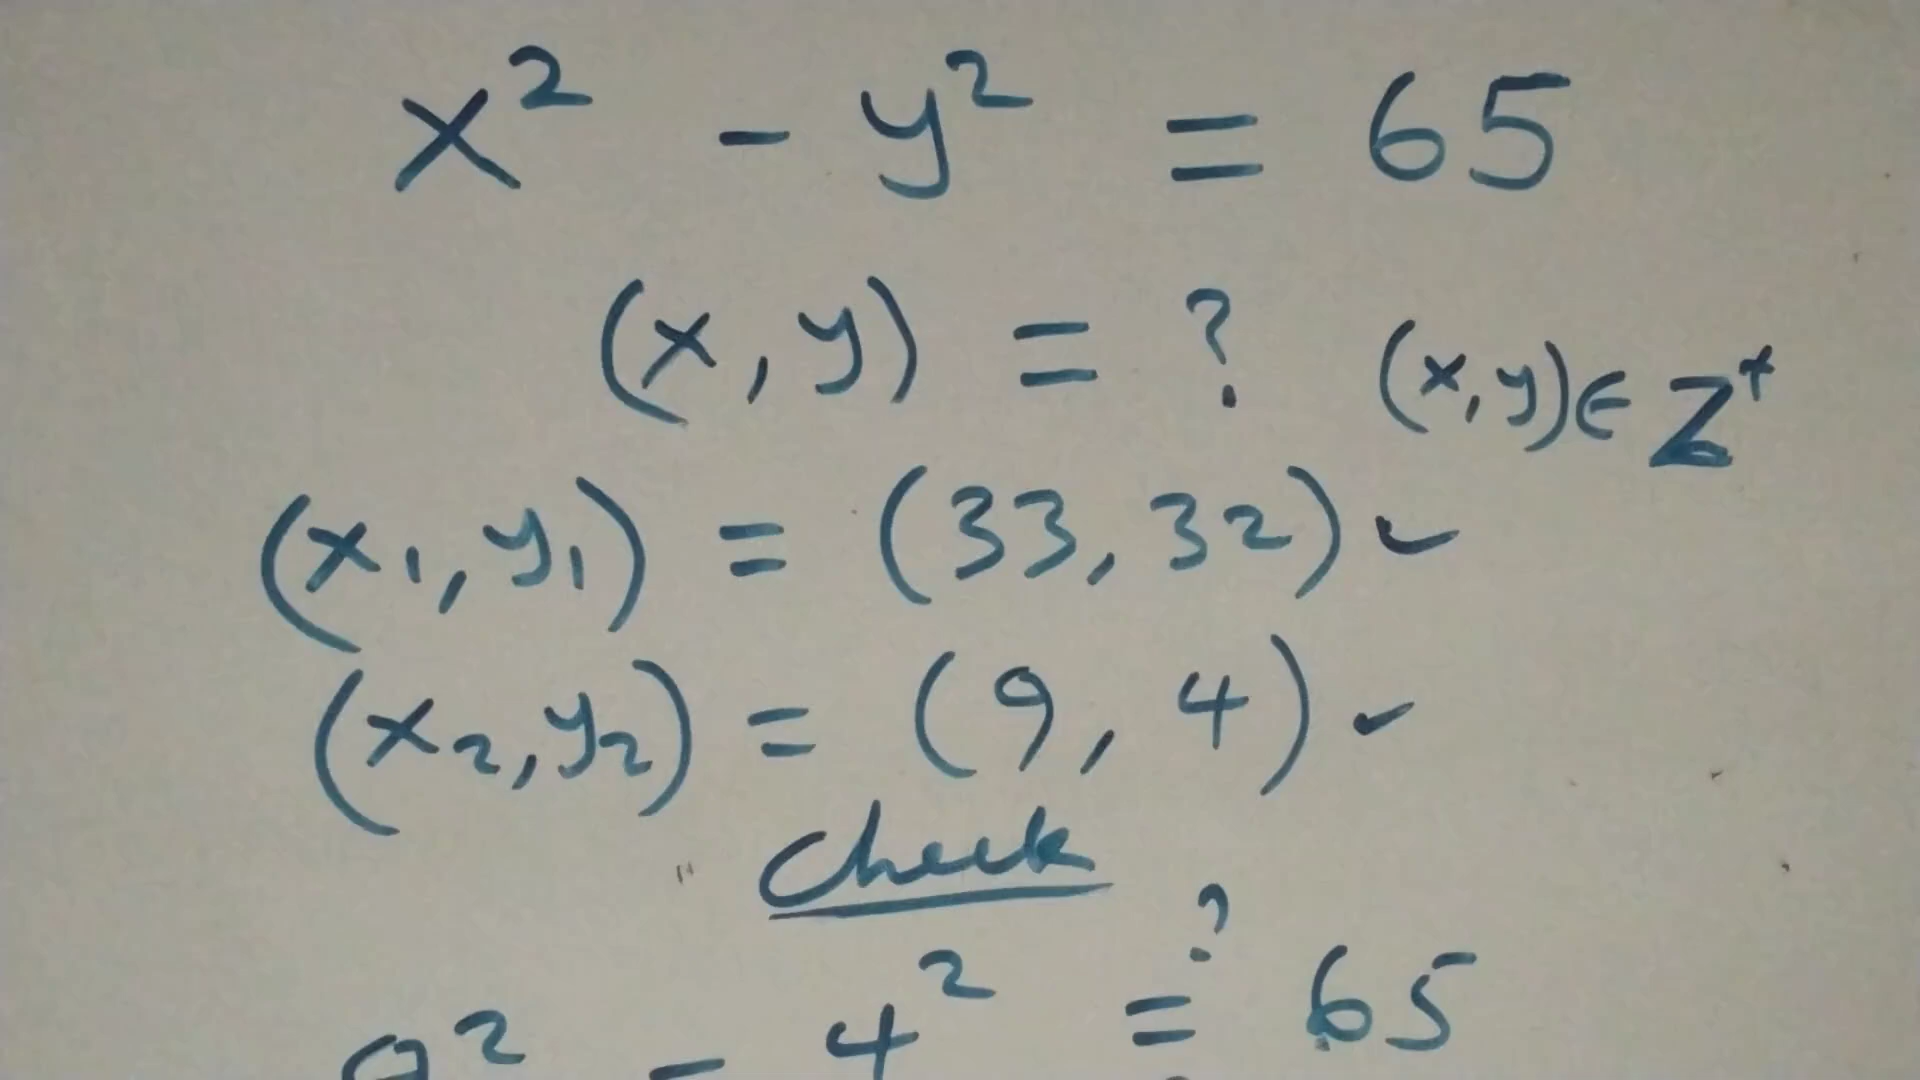 x² - y² = 65
(x, y) = ? (x, y) ∈ Z⁺
(x₁, y₁) = (33, 32) ✓
(x₂, y₂) = (9, 4) ✓
Check
?
9² - 4² = 65